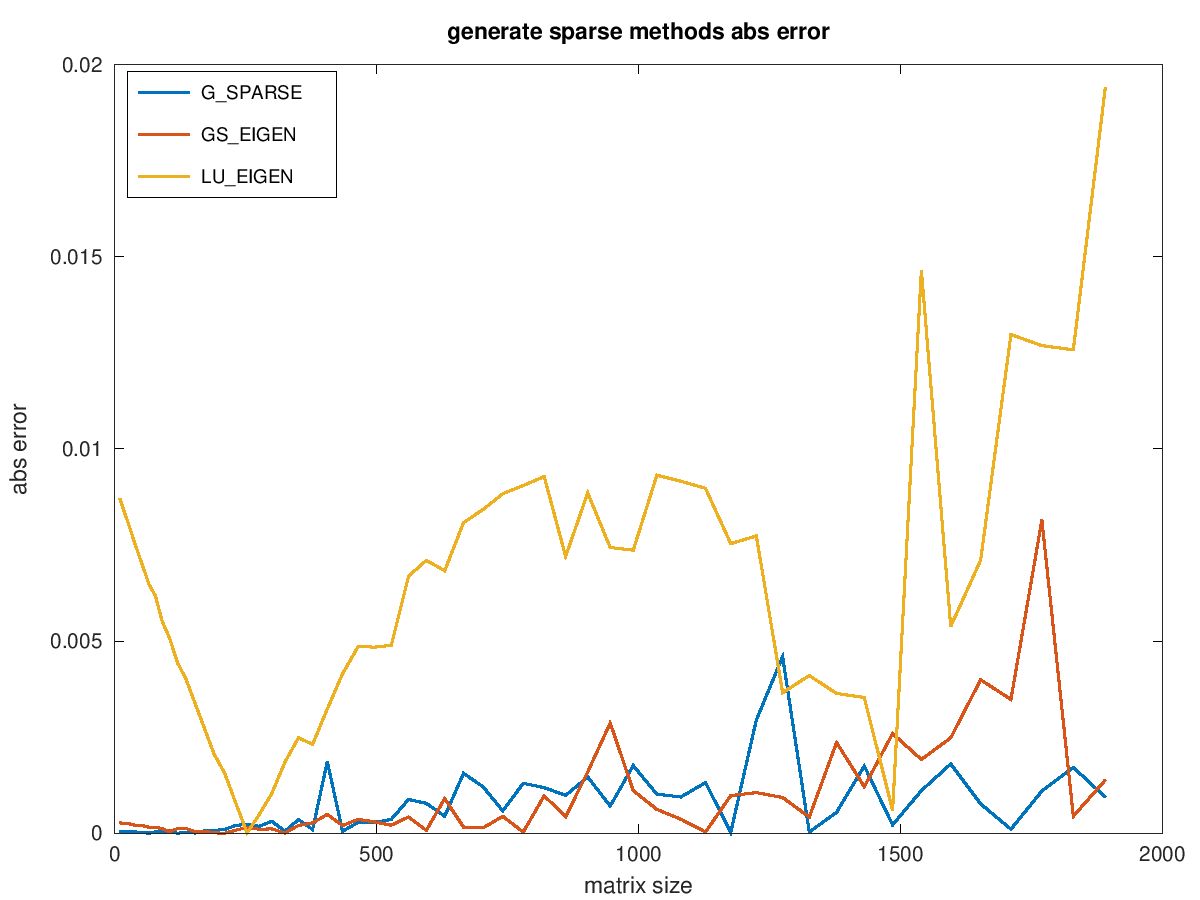 generate sparse methods abs error
0.02
0.015
0.01
0.005
0
abs error
G_SPARSE
GS_EIGEN
LU_EIGEN
0
500
1000
1500
2000
matrix size